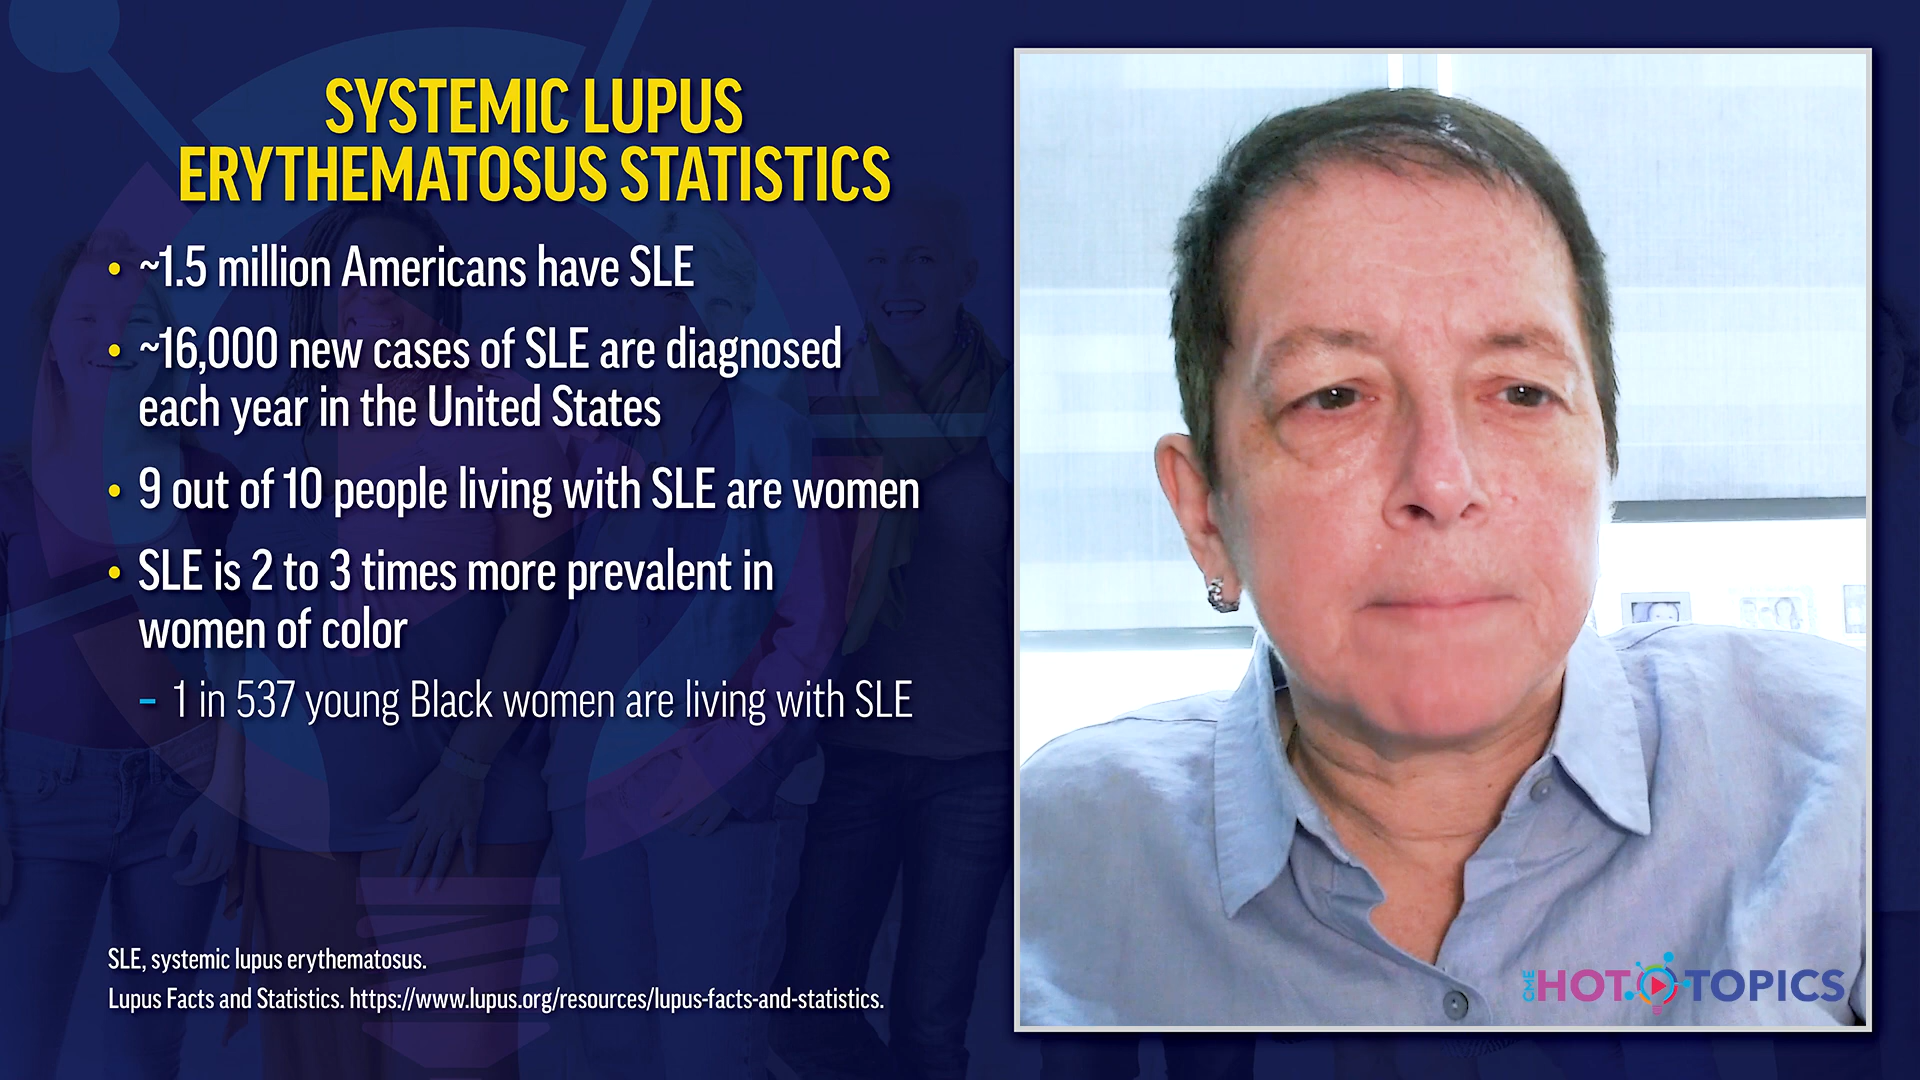 SYSTEMIC LUPUS
ERYTHEMATOSUS STATISTICS
• ~1.5 million Americans have SLE
• ~16,000 new cases of SLE are diagnosed
each year in the United States
• 9 out of 10 people living with SLE are women
• SLE is 2 to 3 times more prevalent in
women of color
– 1 in 537 young Black women are living with SLE
SLE, systemic lupus erythematosus.
Lupus Facts and Statistics. https://www.lupus.org/resources/lupus-facts-and-statistics.
CME HOT TOPICS